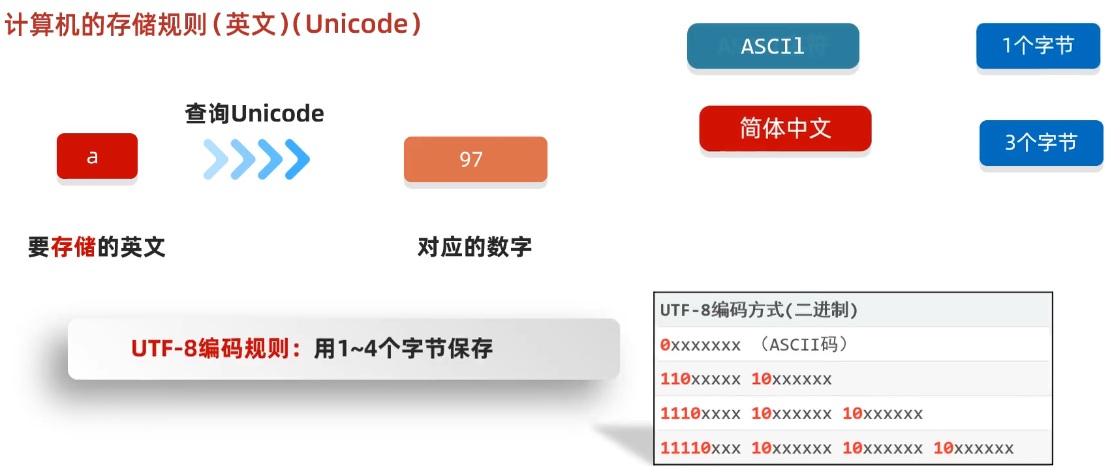 计算机的存储规则(英文)(Unicode)
ASCIl
1个字节
简体中文
3个字节
查询Unicode
a
97
要存储的英文
对应的数字
UTF-8编码规则：用1~4个字节保存
UTF-8编码方式(二进制)
0xxxxxxx （ASCII码）
110xxxxx 10xxxxxx
1110xxxx 10xxxxxx 10xxxxxx
11110xxx 10xxxxxx 10xxxxxx 10xxxxxx